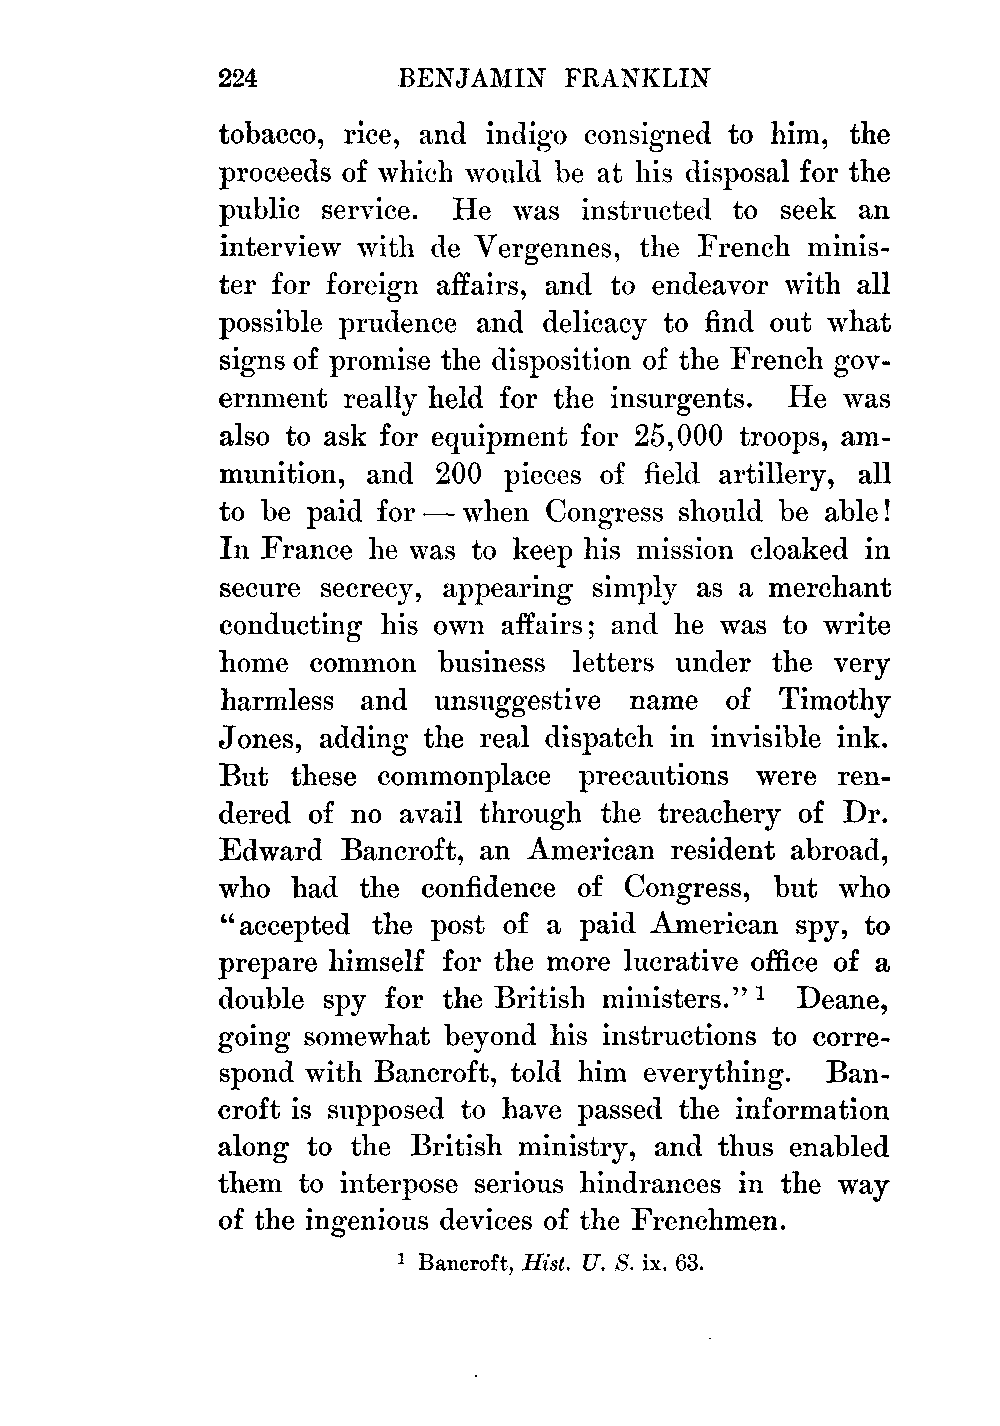 224 BENJAMIN FRANKLIN
tobacco, rice, and indigo consigned to him, the
proceeds of which would be at his disposal for the
public service. He was instructed to seek an
interview with de Vergennes, the French minis-
ter for foreign affairs, and to endeavor with all
possible prudence and delicacy to find out what
signs of promise the disposition of the French gov-
ernment really held for the insurgents. He was
also to ask for equipment for 25,000 troops, am-
munition, and 200 pieces of field artillery, all
to be paid for — when Congress should be able!
In France he was to keep his mission cloaked in
secure secrecy, appearing simply as a merchant
conducting his own affairs; and he was to write
home common business letters under the very
harmless and unsuggestive name of Timothy
Jones, adding the real dispatch in invisible ink.
But these commonplace precautions were ren-
dered of no avail through the treachery of Dr.
Edward Bancroft, an American resident abroad,
who had the confidence of Congress, but who
“accepted the post of a paid American spy, to
prepare himself for the more lucrative office of a
double spy for the British ministers.” ¹ Deane,
going somewhat beyond his instructions to corre-
spond with Bancroft, told him everything. Ban-
croft is supposed to have passed the information
along to the British ministry, and thus enabled
them to interpose serious hindrances in the way
of the ingenious devices of the Frenchmen.
¹ Bancroft, Hist. U. S. ix. 63.